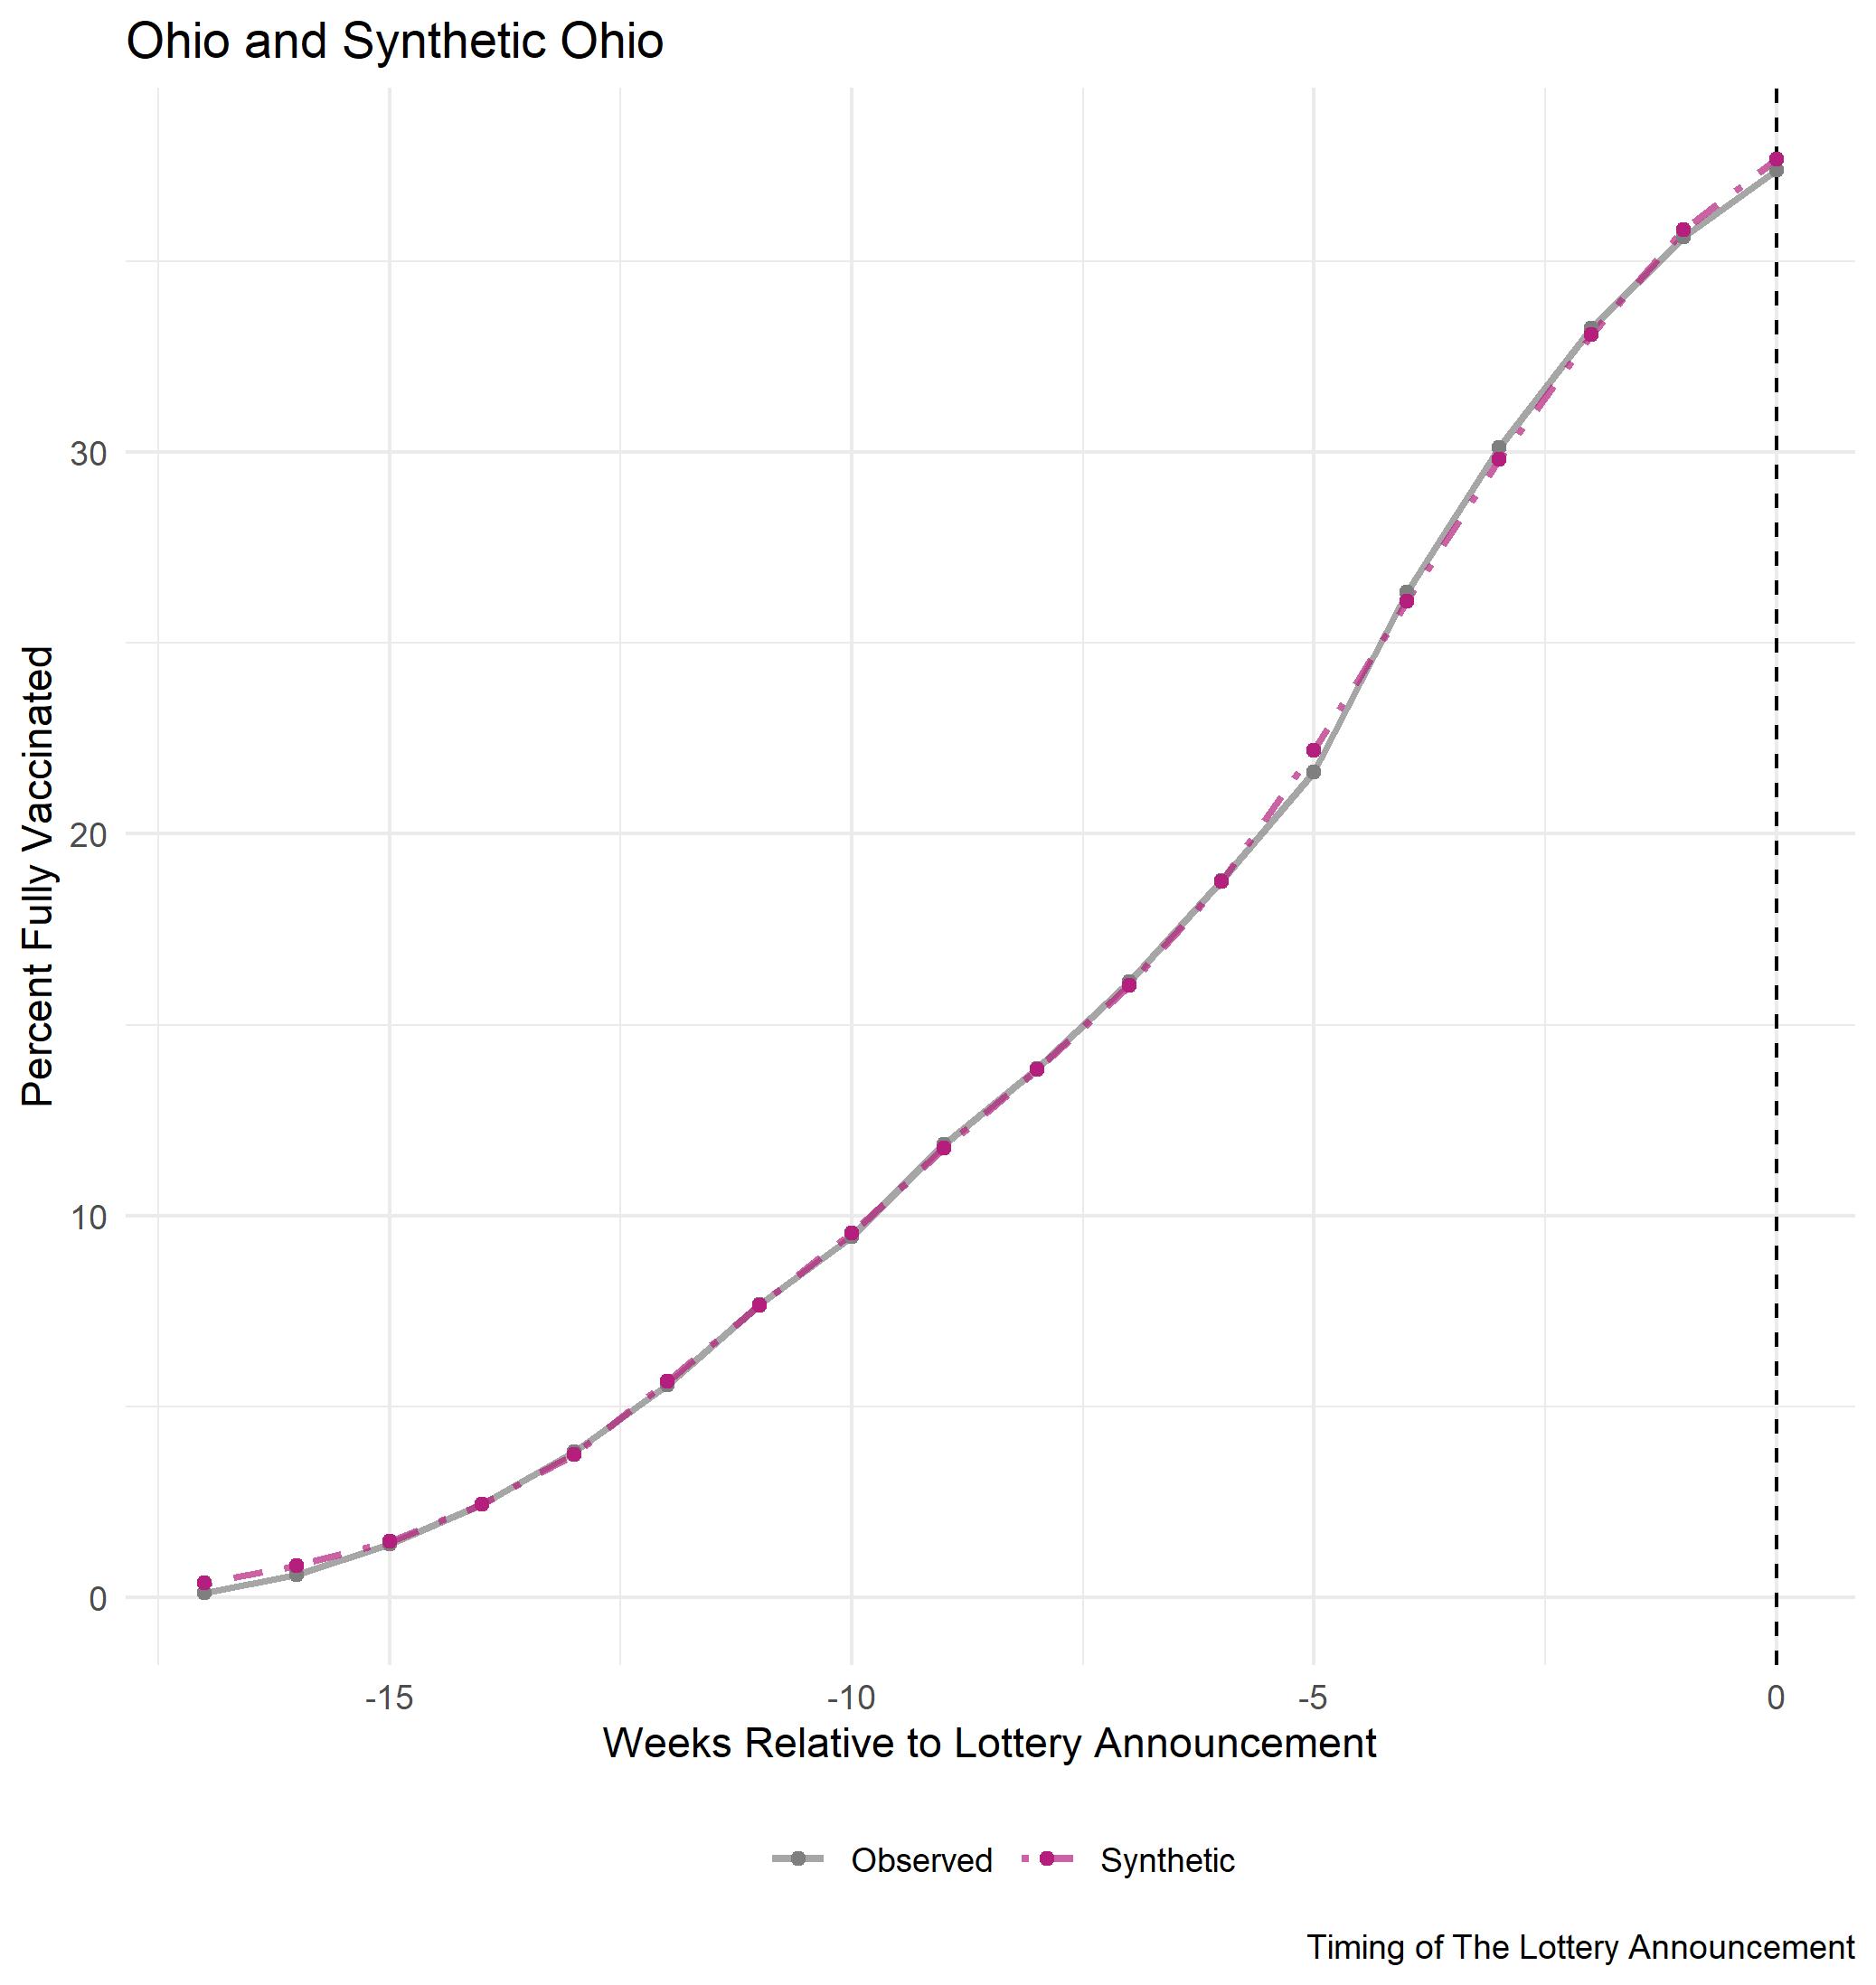 Ohio and Synthetic Ohio
Percent Fully Vaccinated
30
20
10
0
-15 -10 -5 0
Weeks Relative to Lottery Announcement
Observed Synthetic
Timing of The Lottery Announcement